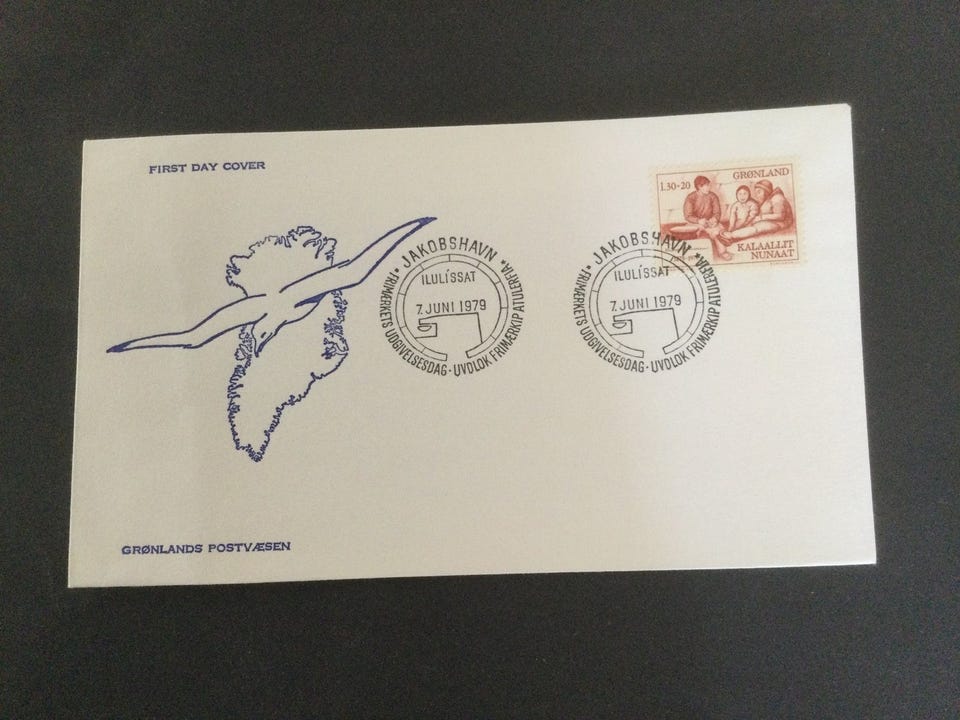 FIRST DAY COVER
1.30+20
GRØNLAND
KALAALLIT
NUNAAT
* JAKOBSHAVN *
ILULÍSSAT
7. JUNI 1979
FRIMÆRKETS UDGIVELSESDAG · UVDLOK FRIMÆRKIP ATULERFIA
* JAKOBSHAVN *
ILULÍSSAT
7. JUNI 1979
FRIMÆRKETS UDGIVELSESDAG · UVDLOK FRIMÆRKIP ATULERFIA
GRØNLANDS POSTVÆSEN